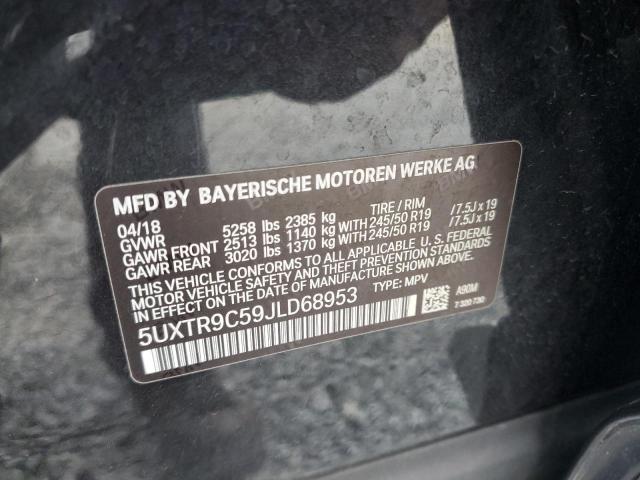 MFD BY BAYERISCHE MOTOREN WERKE AG
04/18 TIRE / RIM
GVWR 5258 lbs 2385 kg
GAWR FRONT 2513 lbs 1140 kg WITH 245/50 R19 /7.5J x 19
GAWR REAR 3020 lbs 1370 kg WITH 245/50 R19 /7.5J x 19
THIS VEHICLE CONFORMS TO ALL APPLICABLE U.S. FEDERAL
MOTOR VEHICLE SAFETY AND THEFT PREVENTION STANDARDS
IN EFFECT ON THE DATE OF MANUFACTURE SHOWN ABOVE.
5UXTR9C59JLD68953 TYPE: MPV
A90M
7 320 730